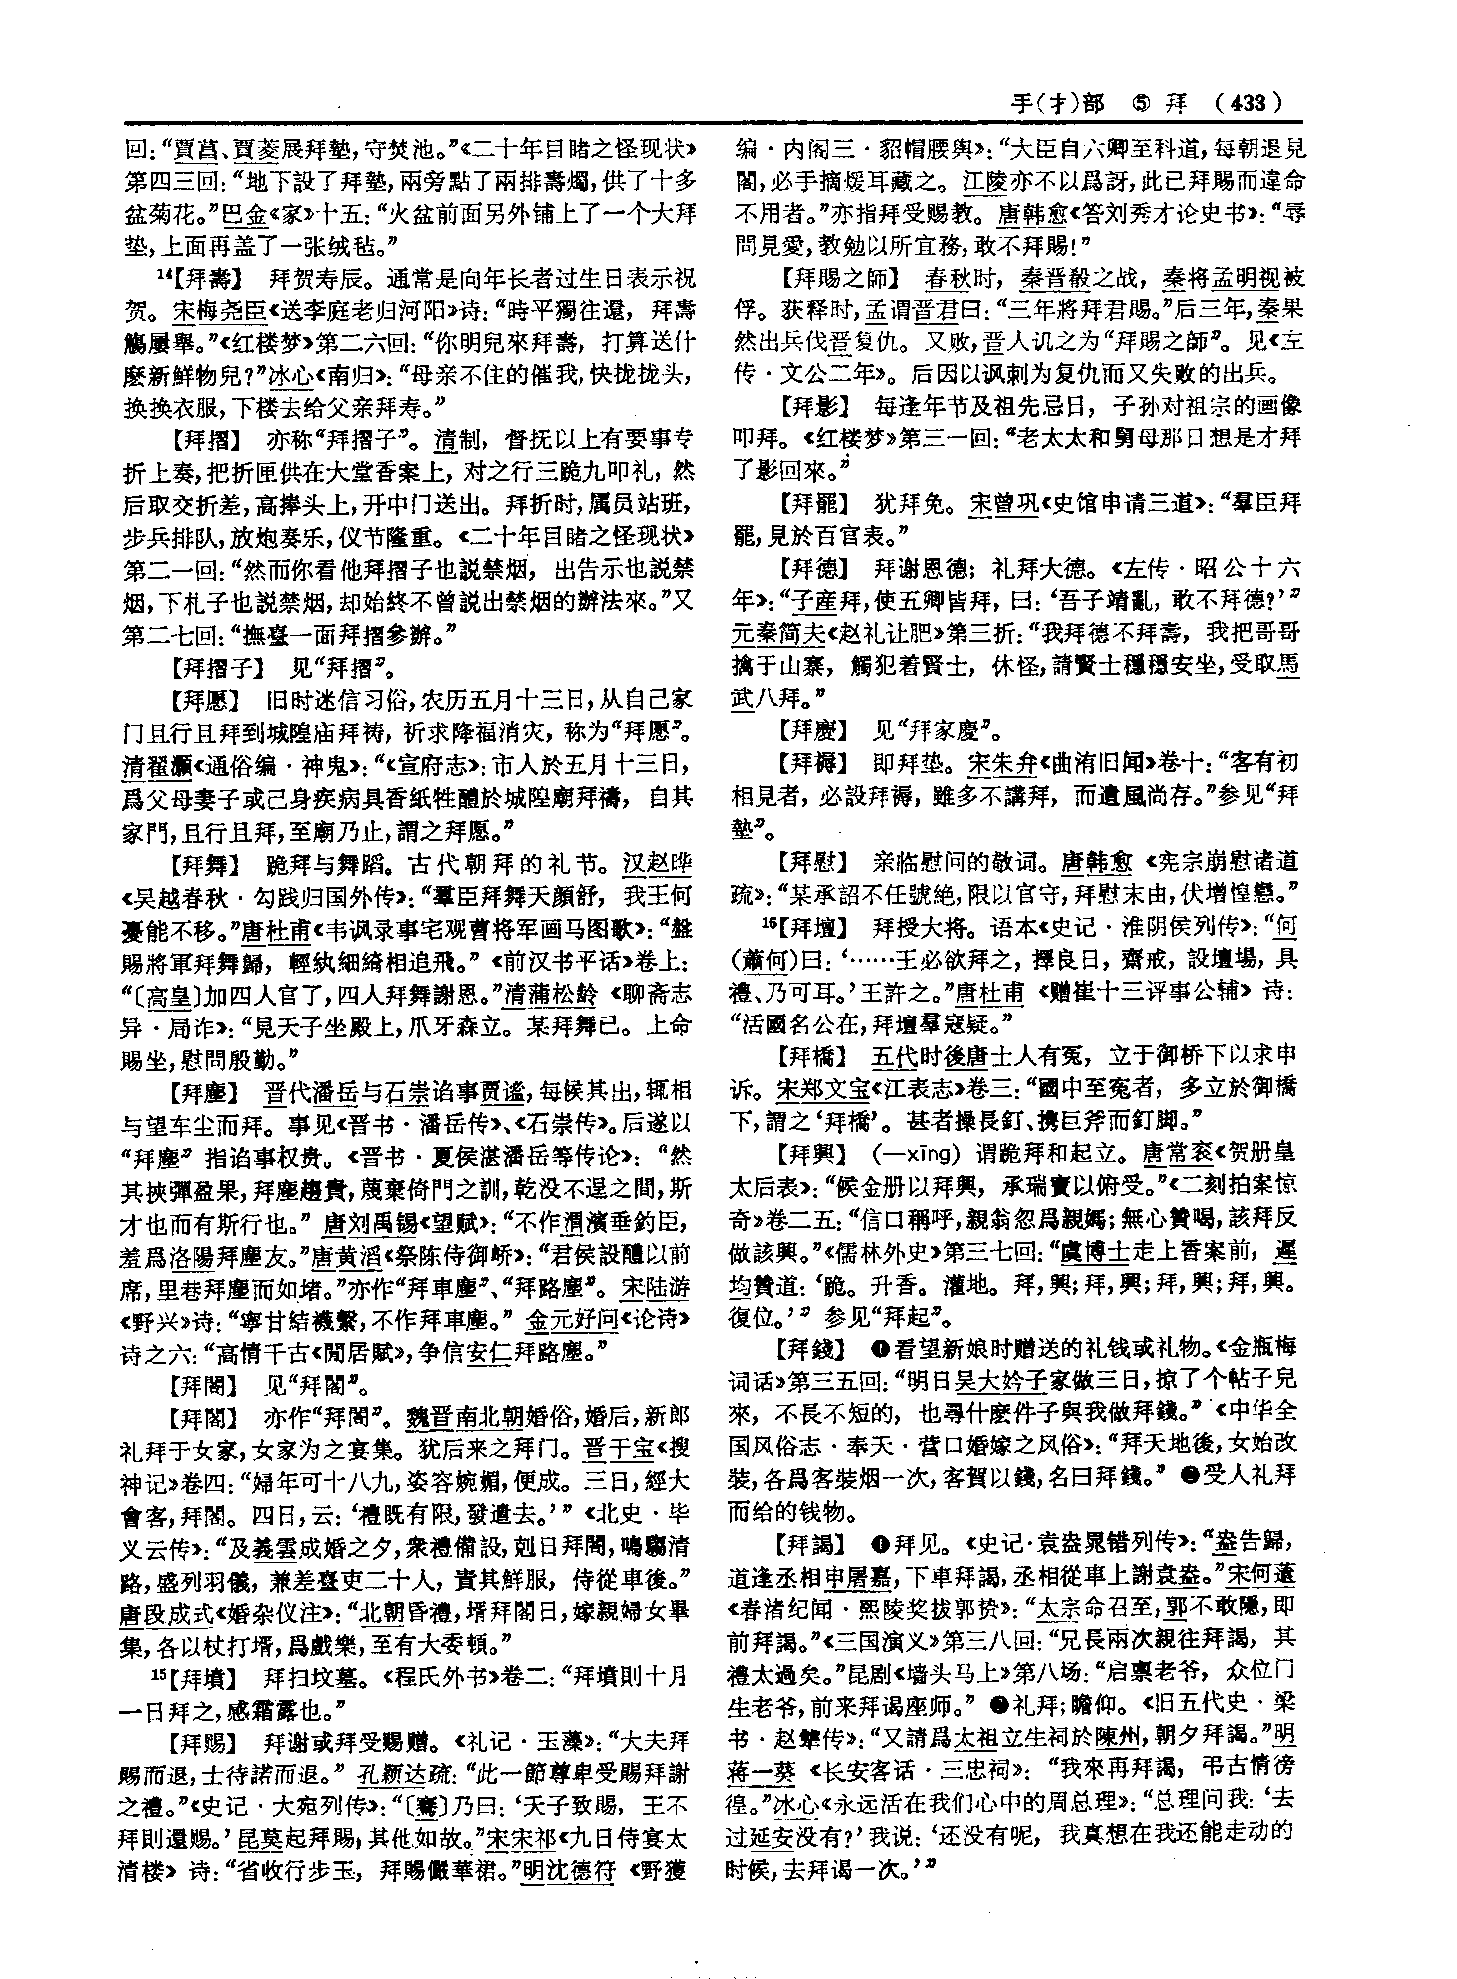 手(扌)部 ⑤ 拜 (433)
回：“賈菖、賈菱展拜墊，守焚池。”《二十年目睹之怪现状》
第四三回：“地下設了拜墊，兩旁點了兩排壽燭，供了十多
盆菊花。”巴金《家》十五：“火盆前面另外铺上了一个大拜
垫，上面再盖了一张绒毡。”
14【拜壽】 拜贺寿辰。通常是向年长者过生日表示祝
贺。宋梅尧臣《送李庭老归河阳》诗：“時平獨往還，拜壽
觴屢舉。”《红楼梦》第二六回：“你明兒來拜壽，打算送什
麽新鮮物兒？”冰心《南归》：“母亲不住的催我，快拢拢头，
换换衣服，下楼去给父亲拜寿。”
【拜摺】 亦称“拜摺子”。清制，督抚以上有要事专
折上奏，把折匣供在大堂香案上，对之行三跪九叩礼，然
后取交折差，高捧头上，开中门送出。拜折时，属员站班，
步兵排队，放炮奏乐，仪节隆重。《二十年目睹之怪现状》
第二一回：“然而你看他拜摺子也説禁烟，出告示也説禁
烟，下札子也説禁烟，却始終不曾説出禁烟的辦法來。”又
第二七回：“撫臺一面拜摺參辦。”
【拜摺子】 见“拜摺”。
【拜愿】 旧时迷信习俗，农历五月十三日，从自己家
门且行且拜到城隍庙拜祷，祈求降福消灾，称为“拜愿”。
清翟灏《通俗编·神鬼》：“《宣府志》：市人於五月十三日，
爲父母妻子或己身疾病具香紙牲醴於城隍廟拜禱，自其
家門，且行且拜，至廟乃止，謂之拜愿。”
【拜舞】 跪拜与舞蹈。古代朝拜的礼节。汉赵晔
《吴越春秋·勾践归国外传》：“羣臣拜舞天顔舒，我王何
憂能不移。”唐杜甫《韦讽录事宅观曹将军画马图歌》：“盤
賜將軍拜舞歸，輕紈細綺相追飛。”《前汉书平话》卷上：
“〔高皇〕加四人官了，四人拜舞謝恩。”清蒲松龄《聊斋志
异·局诈》：“見天子坐殿上，爪牙森立。某拜舞已。上命
賜坐，慰問殷勤。”
【拜塵】 晋代潘岳与石崇谄事贾谧，每候其出，辄相
与望车尘而拜。事见《晋书·潘岳传》、《石崇传》。后遂以
“拜塵” 指谄事权贵。《晋书·夏侯湛潘岳等传论》：“然
其挾彈盈果，拜塵趨貴，蔑棄倚門之訓，乾没不逞之間，斯
才也而有斯行也。” 唐刘禹锡《望赋》：“不作渭濱垂釣臣，
羞爲洛陽拜塵友。”唐黄滔《祭陈侍御峤》：“君侯設醴以前
席，里巷拜塵而如堵。”亦作“拜車塵”、“拜路塵”。宋陆游
《野兴》诗：“寧甘結襪繫，不作拜車塵。” 金元好问《论诗》
诗之六：“高情千古《閒居賦》，争信安仁拜路塵。”
【拜閤】 见“拜閣”。
【拜閣】 亦作“拜閤”。魏晋南北朝婚俗，婚后，新郎
礼拜于女家，女家为之宴集。犹后来之拜门。晋干宝《搜
神记》卷四：“婦年可十八九，姿容婉媚，便成。三日，經大
會客，拜閣。四日，云：‘禮既有限，發遣去。’”《北史·毕
义云传》：“及義雲成婚之夕，衆禮備設，剋日拜閤，鳴騶清
路，盛列羽儀，兼差臺吏二十人，責其鮮服，侍從車後。”
唐段成式《婚杂仪注》：“北朝昏禮，壻拜閣日，嫁親婦女畢
集，各以杖打壻，爲戲樂，至有大委頓。”
15【拜墳】 拜扫坟墓。《程氏外书》卷二：“拜墳則十月
一日拜之，感霜露也。”
【拜赐】 拜谢或拜受赐赠。《礼记·玉藻》：“大夫拜
賜而退，士待諾而退。” 孔颖达疏：“此一節尊卑受賜拜謝
之禮。”《史记·大宛列传》：“〔騫〕乃曰：‘天子致賜，王不
拜則還賜。’昆莫起拜賜，其他如故。”宋宋祁《九日侍宴太
清楼》诗：“省收行步玉，拜賜儼華裙。”明沈德符《野獲
编·内阁三·貂帽腰舆》：“大臣自六卿至科道，每朝退見
閣，必手摘煖耳藏之。江陵亦不以爲訝，此已拜賜而違命
不用者。”亦指拜受赐教。唐韩愈《答刘秀才论史书》：“辱
問見愛，教勉以所宜務，敢不拜賜！”
【拜賜之師】 春秋时，秦晋殽之战，秦将孟明视被
俘。获释时，孟谓晋君曰：“三年將拜君賜。”后三年，秦果
然出兵伐晋复仇。又败，晋人讥之为“拜賜之師”。见《左
传·文公二年》。后因以讽刺为复仇而又失败的出兵。
【拜影】 每逢年节及祖先忌日，子孙对祖宗的画像
叩拜。《红楼梦》第三一回：“老太太和舅母那日想是才拜
了影回來。”
【拜罷】 犹拜免。宋曾巩《史馆申请三道》：“羣臣拜
罷，見於百官表。”
【拜德】 拜谢恩德；礼拜大德。《左传·昭公十六
年》：“子産拜，使五卿皆拜，曰：‘吾子靖亂，敢不拜德？’”
元秦简夫《赵礼让肥》第三折：“我拜德不拜壽，我把哥哥
擒于山寨，觸犯着賢士，休怪，請賢士穩穩安坐，受取馬
武八拜。”
【拜慶】 见“拜家慶”。
【拜褥】 即拜垫。宋朱弁《曲洧旧闻》卷十：“客有初
相見者，必設拜褥，雖多不講拜，而遺風尚存。”参见“拜
墊”。
【拜慰】 亲临慰问的敬词。唐韩愈《宪宗崩慰诸道
疏》：“某承詔不任號絶，限以官守，拜慰末由，伏增惶戀。”
16【拜壇】 拜授大将。语本《史记·淮阴侯列传》：“何
（蕭何）曰：‘……王必欲拜之，擇良日，齋戒，設壇場，具
禮、乃可耳。’王許之。”唐杜甫《赠崔十三评事公辅》诗：
“活國名公在，拜壇羣寇疑。”
【拜橋】 五代时後唐士人有冤，立于御桥下以求申
诉。宋郑文宝《江表志》卷三：“國中至冤者，多立於御橋
下，謂之‘拜橋’。甚者操長釘、携巨斧而釘脚。”
【拜興】 （—xīng）谓跪拜和起立。唐常衮《贺册皇
太后表》：“候金册以拜興，承瑞寶以俯受。”《二刻拍案惊
奇》卷二五：“信口稱呼，親翁忽爲親媽；無心贊喝，該拜反
做該興。”《儒林外史》第三七回：“虞博士走上香案前，遲
均贊道：‘跪。升香。灌地。拜，興；拜，興；拜，興；拜，興。
復位。’” 参见“拜起”。
【拜錢】 ❶看望新娘时赠送的礼钱或礼物。《金瓶梅
词话》第三五回：“明日吴大妗子家做三日，掠了个帖子兒
來，不長不短的，也尋什麽件子與我做拜錢。”《中华全
国风俗志·奉天·营口婚嫁之风俗》：“拜天地後，女始改
裝，各爲客裝烟一次，客賀以錢，名曰拜錢。” ❷受人礼拜
而给的钱物。
【拜謁】 ❶拜见。《史记·袁盎晁错列传》：“盎告歸，
道逢丞相申屠嘉，下車拜謁，丞相從車上謝袁盎。”宋何薳
《春渚纪闻·熙陵奖拔郭贽》：“太宗命召至，郭不敢隱，即
前拜謁。”《三国演义》第三八回：“兄長兩次親往拜謁，其
禮太過矣。”昆剧《墙头马上》第八场：“启禀老爷，众位门
生老爷，前来拜谒座师。” ❷礼拜；瞻仰。《旧五代史·梁
书·赵犨传》：“又請爲太祖立生祠於陳州，朝夕拜謁。”明
蒋一葵《长安客话·三忠祠》：“我來再拜謁，弔古情徬
徨。”冰心《永远活在我们心中的周总理》：“总理问我：‘去
过延安没有？’我说：‘还没有呢，我真想在我还能走动的
时候，去拜谒一次。’”